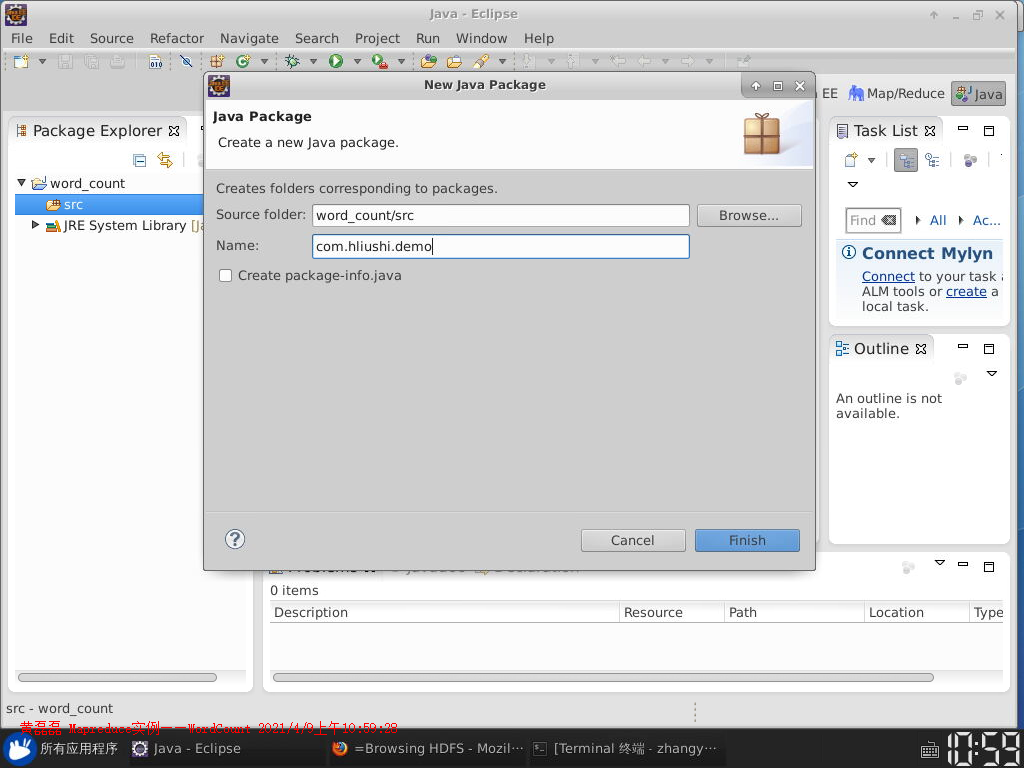 Java - Eclipse
File Edit Source Refactor Navigate Search Project Run Window Help
New Java Package
EE Map/Reduce Java
Java Package
Create a new Java package.
Package Explorer
word_count
src
JRE System Library
Creates folders corresponding to packages.
Source folder: word_count/src Browse...
Name: com.hliushi.demo
Create package-info.java
? Cancel Finish
Task List
Find All Ac...
Connect Mylyn
Connect to your task
ALM tools or create a
local task.
Outline
An outline is not
available.
0 items
Description Resource Path Location Type
src - word_count
黄磊磊 Mapreduce实例——WordCount 2021/4/9上午10:59:28
所有应用程序 Java - Eclipse =Browsing HDFS - Mozil··· [Terminal 终端 - zhangy··· 10:59